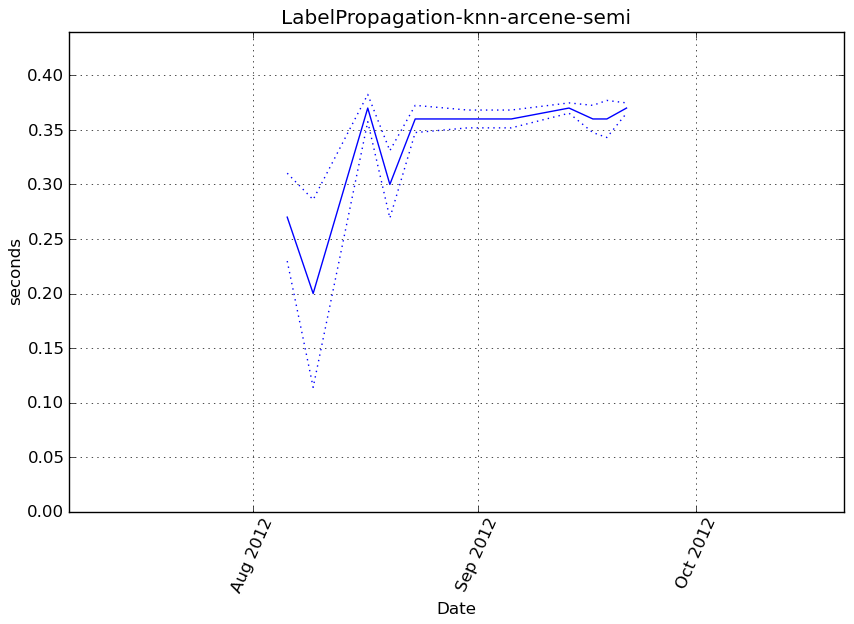 LabelPropagation-knn-arcene-semi
0.40
0.35
0.30
0.25
0.20
0.15
0.10
0.05
0.00
seconds
Aug 2012
Sep 2012
Oct 2012
Date